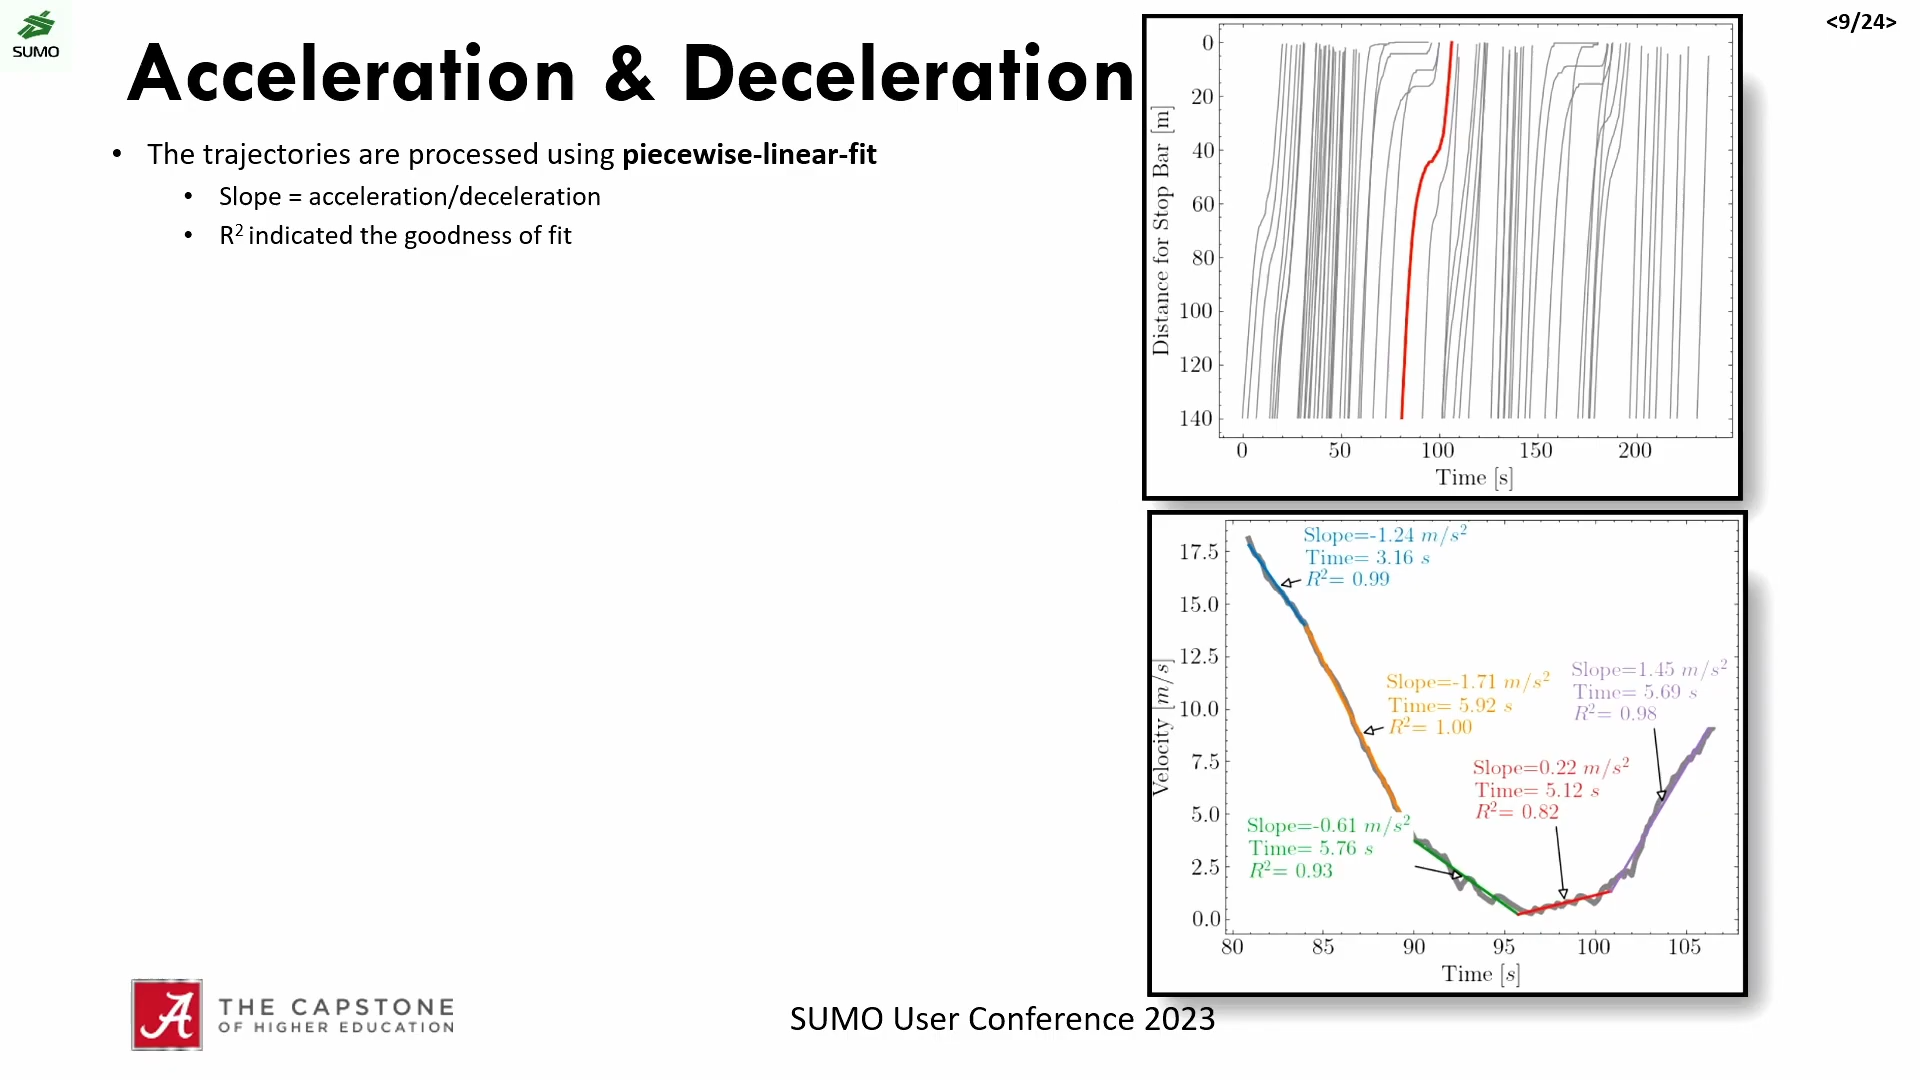 SUMO
<9/24>
Acceleration & Deceleration
• The trajectories are processed using piecewise-linear-fit
• Slope = acceleration/deceleration
• R² indicated the goodness of fit
Distance for Stop Bar [m]
0
20
40
60
80
100
120
140
0 50 100 150 200
Time [s]
Velocity [m/s]
17.5
15.0
12.5
10.0
7.5
5.0
2.5
0.0
Slope=-1.24 m/s²
Time= 3.16 s
R²= 0.99
Slope=-1.71 m/s²
Time= 5.92 s
R²= 1.00
Slope=1.45 m/s²
Time= 5.69 s
R²= 0.98
Slope=0.22 m/s²
Time= 5.12 s
R²= 0.82
Slope=-0.61 m/s²
Time= 5.76 s
R²= 0.93
80 85 90 95 100 105
Time [s]
A
THE CAPSTONE
OF HIGHER EDUCATION
SUMO User Conference 2023